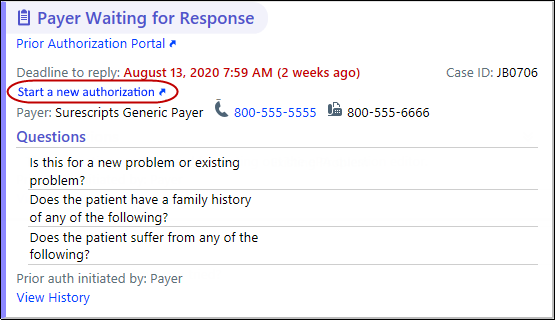 Payer Waiting for Response
Prior Authorization Portal
Deadline to reply: August 13, 2020 7:59 AM (2 weeks ago) Case ID: JB0706
Start a new authorization
Payer: Surescripts Generic Payer 800-555-5555 800-555-6666
Questions
Is this for a new problem or existing
problem?
Does the patient have a family history
of any of the following?
Does the patient suffer from any of the
following?
Prior auth initiated by: Payer
View History